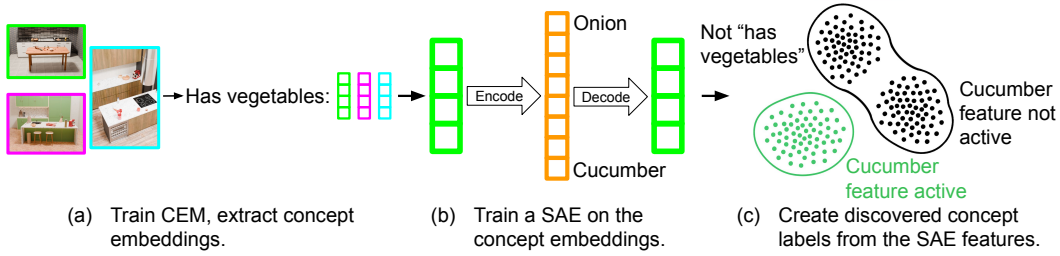 Has vegetables:
Encode
Onion
Cucumber
Decode
Not “has
vegetables”
Cucumber
feature not
active
Cucumber
feature active
(a) Train CEM, extract concept
embeddings.
(b) Train a SAE on the
concept embeddings.
(c) Create discovered concept
labels from the SAE features.